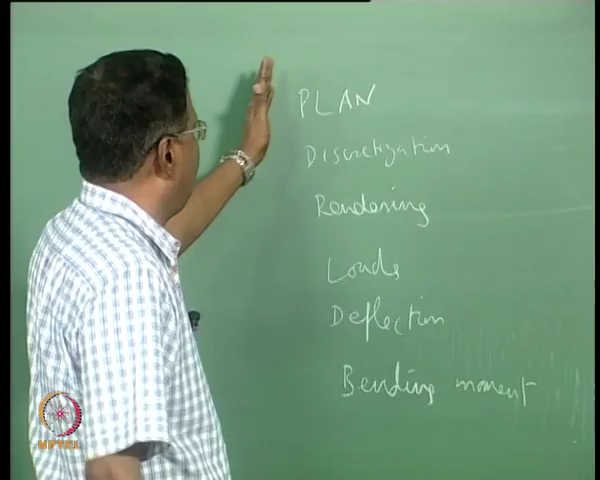 PLAN
Discretization
Rendering
Loads
Deflection
Bending moment
NPTEL